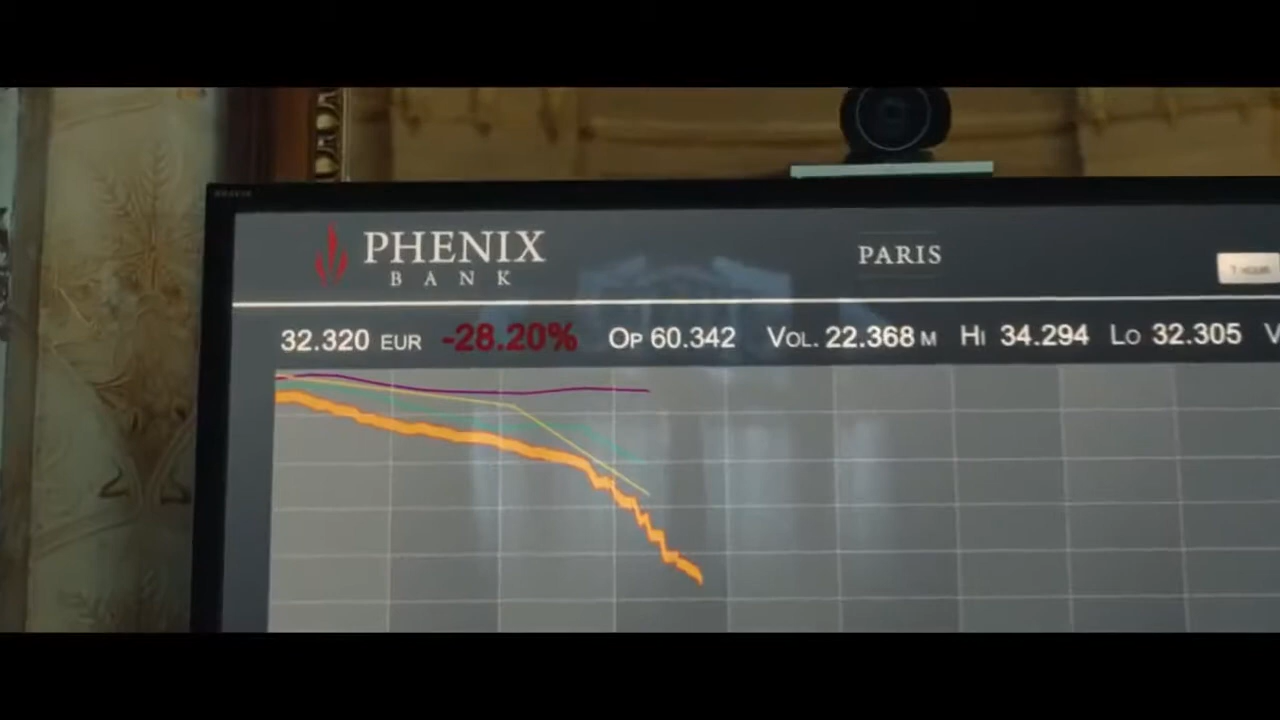 PHENIX
BANK
PARIS
32.320 EUR -28.20% OP 60.342 VOL. 22.368 M HI 34.294 LO 32.305 V